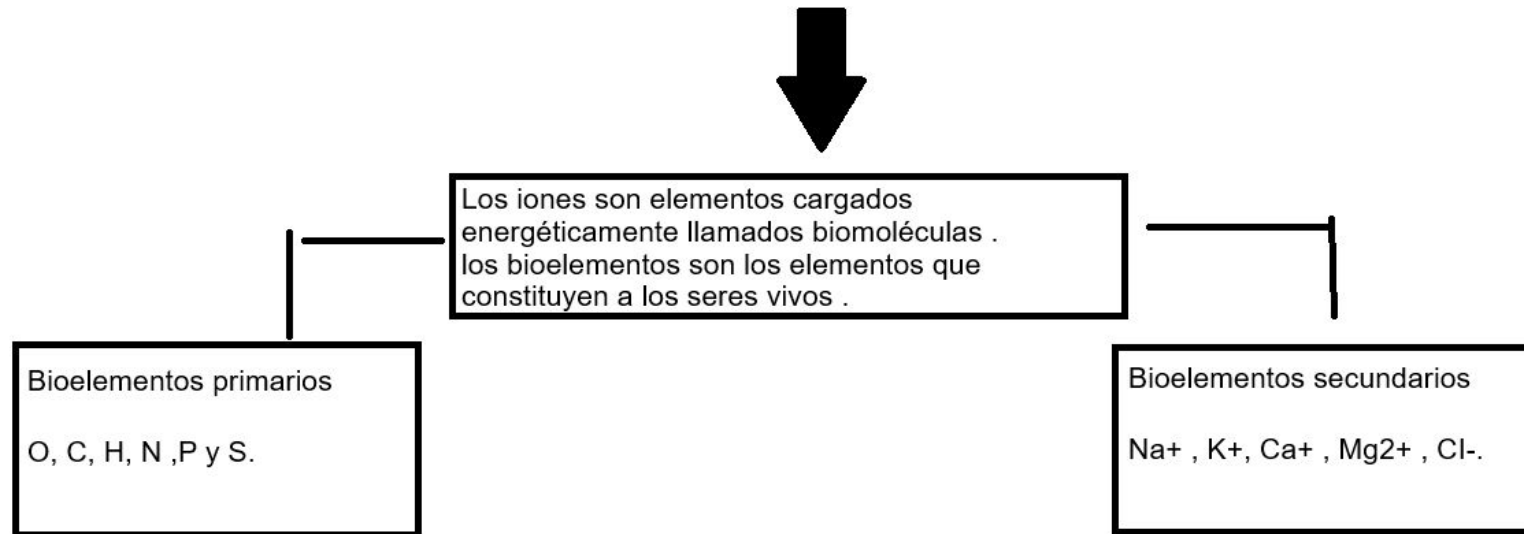 Los iones son elementos cargados
energéticamente llamados biomoléculas .
los bioelementos son los elementos que
constituyen a los seres vivos .
Bioelementos primarios
O, C, H, N ,P y S.
Bioelementos secundarios
Na+ , K+, Ca+ , Mg2+ , Cl-.